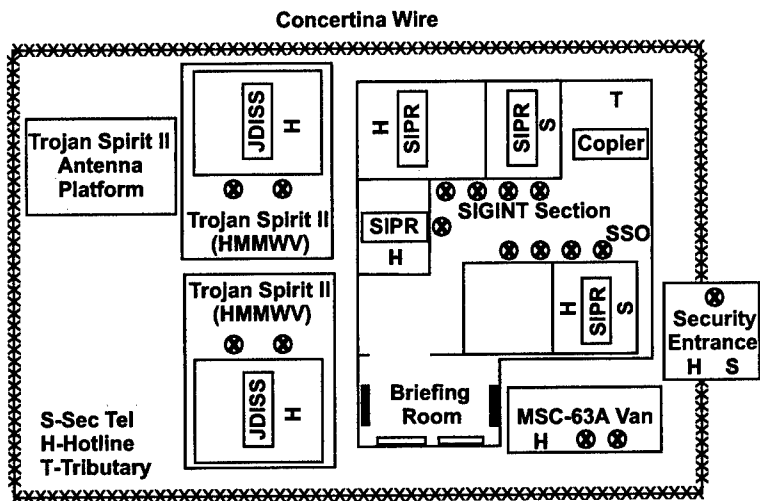 Concertina Wire
Trojan Spirit II
Antenna
Platform
JDISS
H
Trojan Spirit II
(HMMWV)
Trojan Spirit II
(HMMWV)
JDISS
H
S-Sec Tel
H-Hotline
T-Tributary
H
SIPR
SIPR
S
T
Copier
SIGINT Section
SIPR
H
SSO
H
SIPR
S
Briefing
Room
MSC-63A Van
H
Security
Entrance
H S